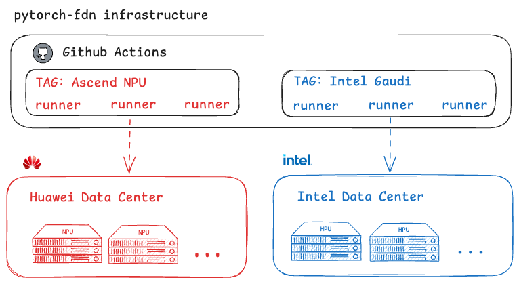 pytorch-fdn infrastructure
Github Actions
TAG: Ascend NPU
runner runner runner
TAG: Intel Gaudi
runner runner runner
intel
Huawei Data Center
NPU NPU
...
Intel Data Center
HPU HPU
...